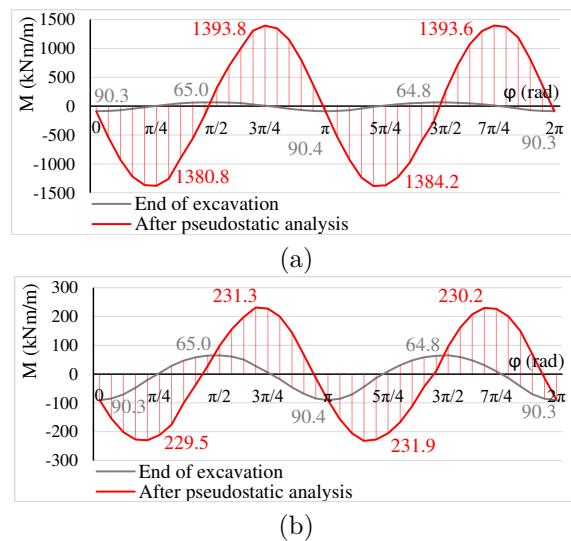 1500
1393.8
1393.6
1000
500
90.3
65.0
64.8
φ (rad)
0
M (kNm/m)
0
π/4
π/2
3π/4
π
5π/4
3π/2
7π/4
2π
-500
90.4
90.3
-1000
-1500
1380.8
1384.2
End of excavation
After pseudostatic analysis
(a)
300
231.3
230.2
200
65.0
64.8
100
φ (rad)
0
M (kNm/m)
0
π/4
π/2
3π/4
π
5π/4
3π/2
7π/4
2π
90.3
90.4
90.3
-100
-200
229.5
231.9
-300
End of excavation
After pseudostatic analysis
(b)